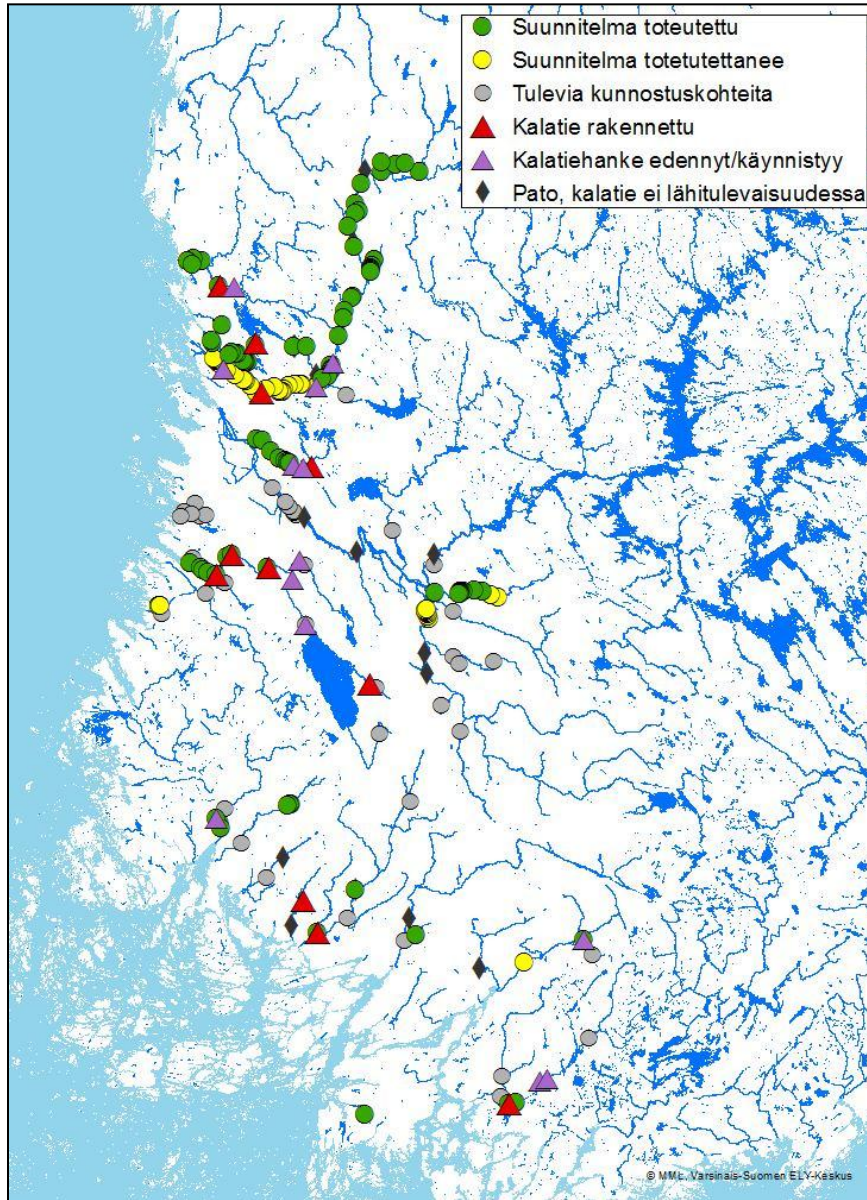 Suunnitelma toteutettu
Suunnitelma totetutettanee
Tulevia kunnostuskohteita
Kalatie rakennettu
Kalatiehanke edennyt/käynnistyy
Pato, kalatie ei lähitulevaisuudessa
© MML, Varsinais-Suomen ELY-Keskus